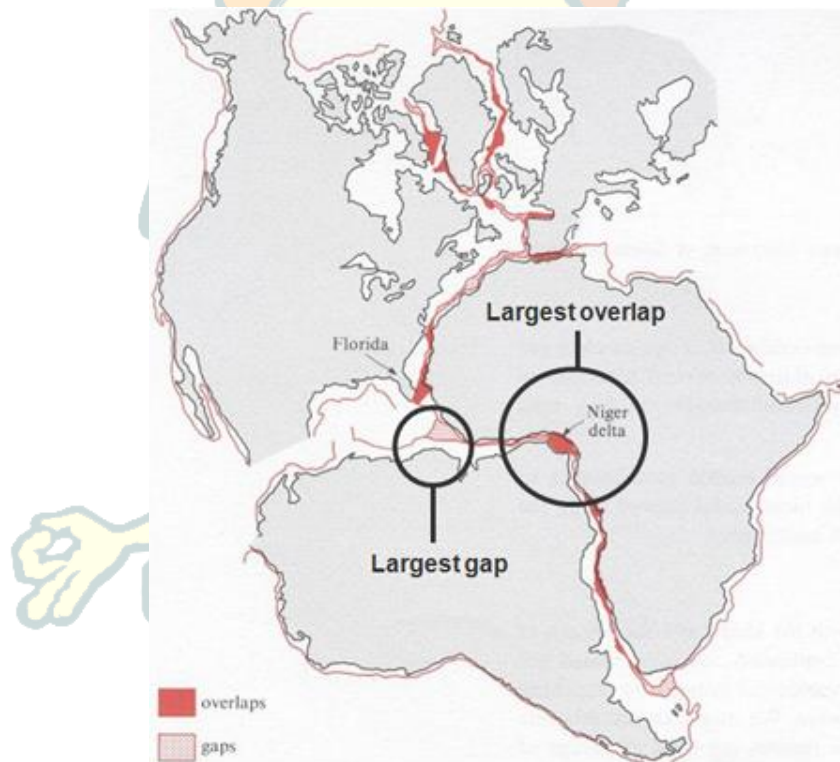 Largest overlap
Florida
Niger
delta
Largest gap
overlaps
gaps